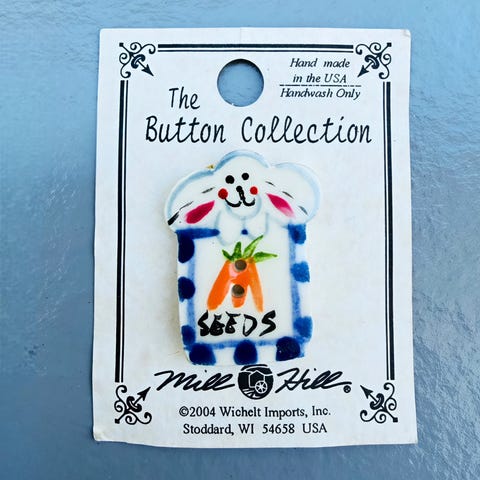 Hand made
in the USA
Handwash Only
The
Button Collection
SEEDS
Mill Hill®
©2004 Wichelt Imports, Inc.
Stoddard, WI 54658 USA